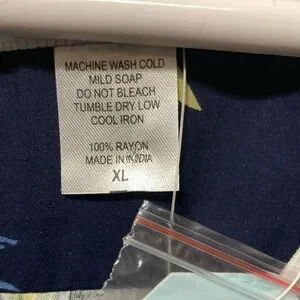 MACHINE WASH COLD
MILD SOAP
DO NOT BLEACH
TUMBLE DRY LOW
COOL IRON
100% RAYON
MADE IN INDIA
XL